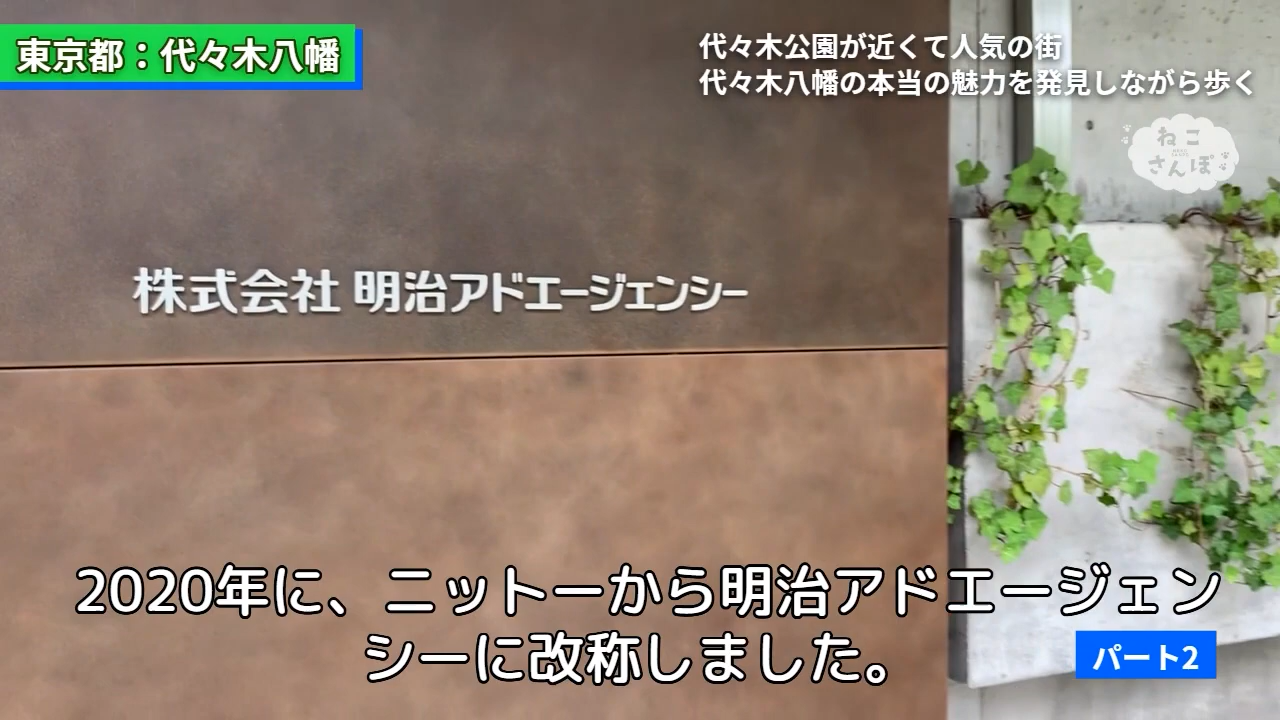 東京都：代々木八幡
代々木公園が近くて人気の街
代々木八幡の本当の魅力を発見しながら歩く
ねこ
さんぽ
株式会社 明治アドエージェンシー
2020年に、ニットーから明治アドエージェン
シーに改称しました。
パート2